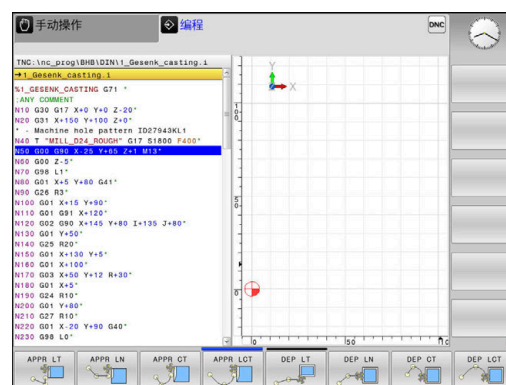 手动操作
编程
DNC
TNC:\nc_prog\BHB\DIN\1_Gesenk_casting.i
→1_Gesenk_casting.i
%1_GESENK_CASTING G71 *
;ANY COMMENT
N10 G30 G17 X+0 Y+0 Z-20*
N20 G31 X+150 Y+100 Z+0*
* - Machine hole pattern ID27943KL1
N40 T "MILL_D24_ROUGH" G17 S1800 F400*
N50 G00 G90 X-25 Y+65 Z+1 M13*
N60 G00 Z-5*
N70 G98 L1*
N80 G01 X+5 Y+80 G41*
N90 G26 R3*
N100 G01 X+15 Y+90*
N110 G01 G91 X+120*
N120 G02 G90 X+145 Y+80 I+135 J+80*
N130 G01 Y+50*
N140 G25 R20*
N150 G01 X+130 Y+5*
N160 G01 X+100*
N170 G03 X+50 Y+12 R+30*
N180 G01 X+5*
N190 G24 R10*
N200 G01 Y+80*
N210 G27 R10*
N220 G01 X-20 Y+90 G40*
N230 G98 L0*
Y
X
100
50
0
0
50
10
APPR LT
APPR LN
APPR CT
APPR LCT
DEP LT
DEP LN
DEP CT
DEP LCT